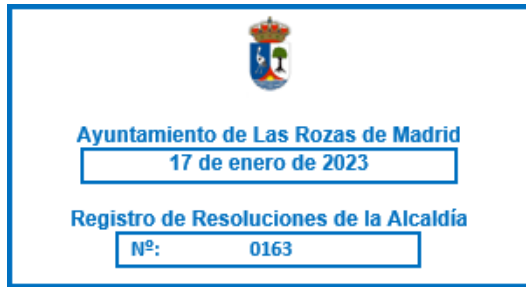 Ayuntamiento de Las Rozas de Madrid
17 de enero de 2023
Registro de Resoluciones de la Alcaldía
Nº: 0163